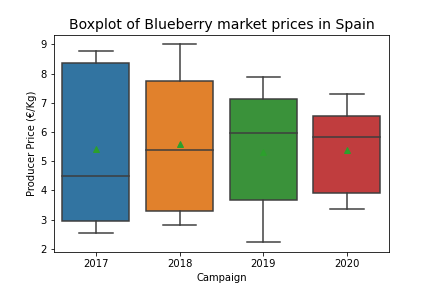 Boxplot of Blueberry market prices in Spain
9
8
7
6
5
4
3
2
Producer Price (€/Kg)
2017 2018 2019 2020
Campaign